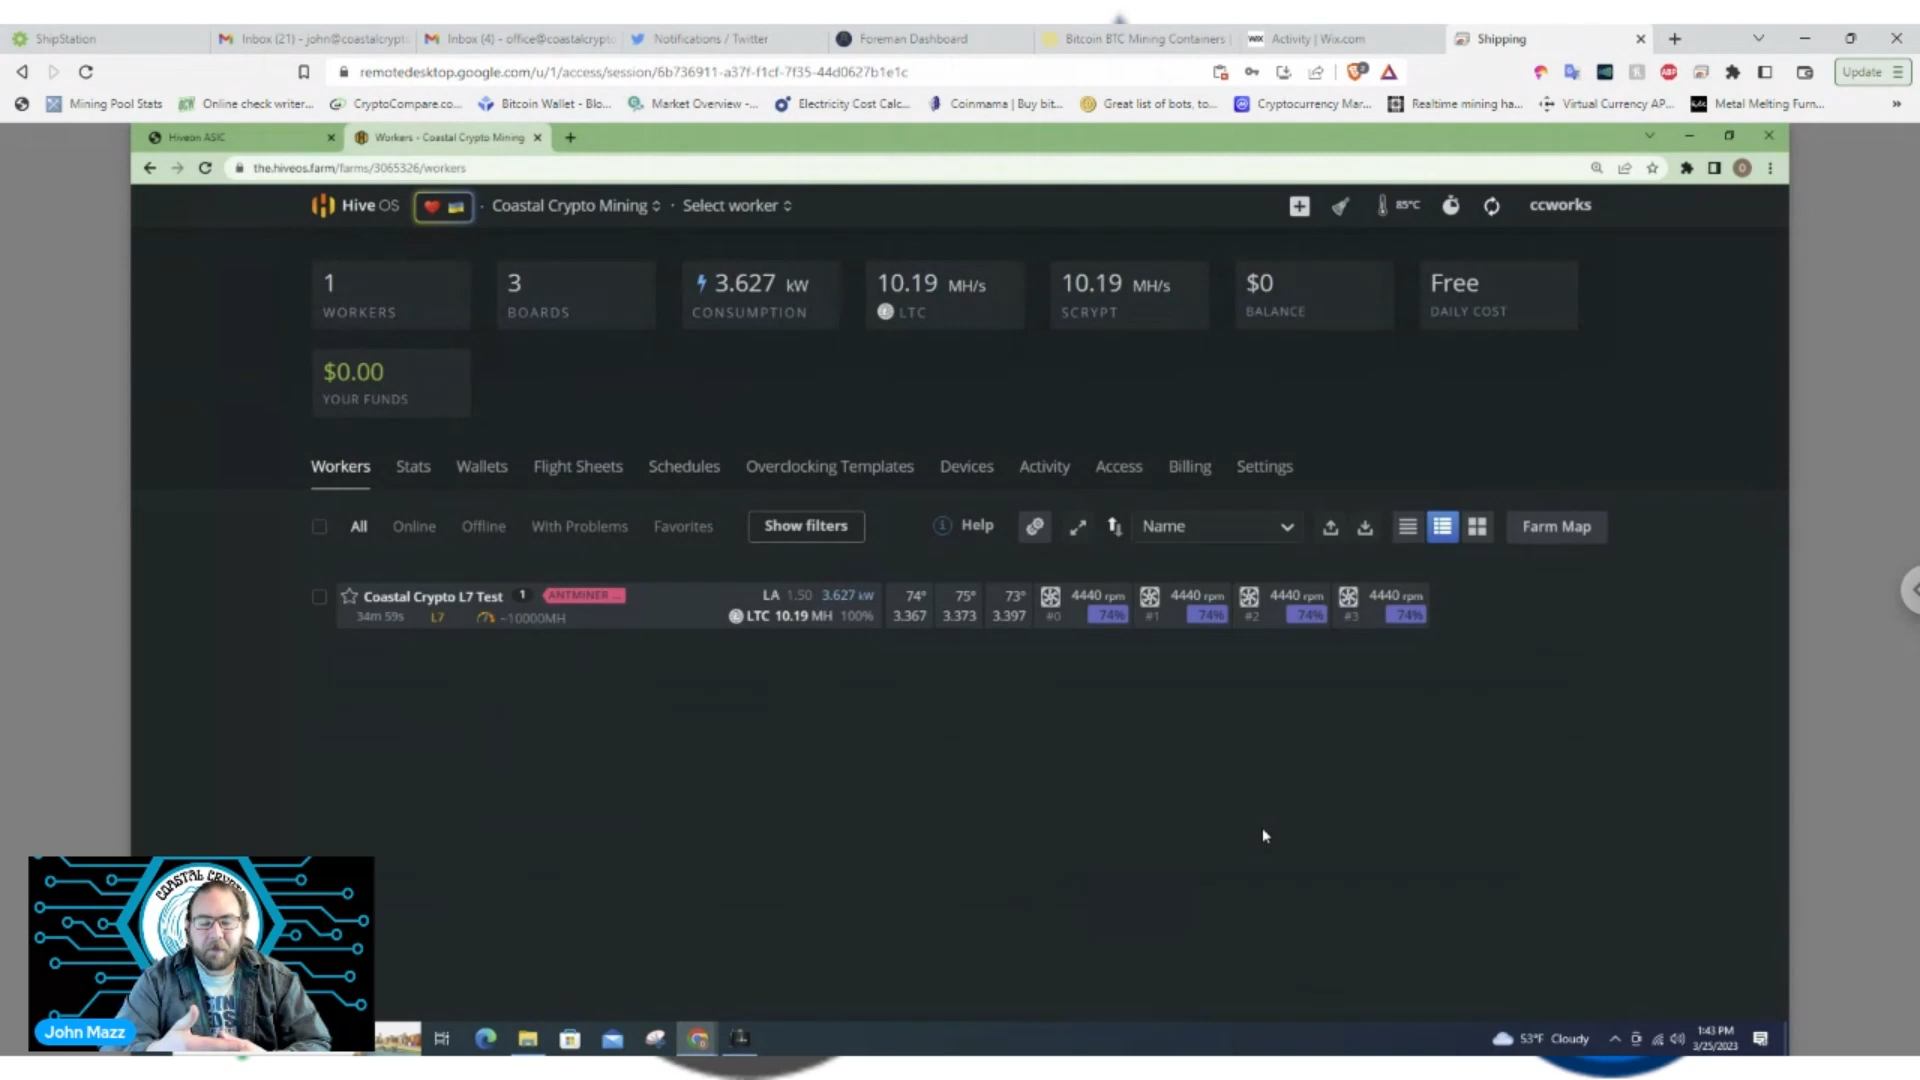 ShipStation
Inbox (21) - john@coastalcrypt
Inbox (4) - office@coastalcrypt
Notifications / Twitter
Foreman Dashboard
Bitcoin BTC Mining Containers
WIX Activity | Wix.com
Shipping
remotedesktop.google.com/u/1/access/session/6b736911-a37f-f1cf-7f35-44d0627b1e1c
ABP
Update
Mining Pool Stats
Online check writer...
CryptoCompare.co...
Bitcoin Wallet - Blo...
Market Overview -...
Electricity Cost Calc...
Coinmama | Buy bit...
Great list of bots, to...
Cryptocurrency Mar...
Realtime mining ha...
Virtual Currency AP...
Metal Melting Furn...
Hiveon ASIC
Workers - Coastal Crypto Mining
the.hiveos.farm/farms/3065326/workers
Hive OS
Coastal Crypto Mining
Select worker
85°C
ccworks
1
WORKERS
3
BOARDS
3.627 kW
CONSUMPTION
10.19 MH/s
LTC
10.19 MH/s
SCRYPT
$0
BALANCE
Free
DAILY COST
$0.00
YOUR FUNDS
Workers Stats Wallets Flight Sheets Schedules Overclocking Templates Devices Activity Access Billing Settings
All Online Offline With Problems Favorites Show filters Help Name Farm Map
Coastal Crypto L7 Test 1 ANTMINER ... LA 1.50 3.627 kW 74° 75° 73° 4440 rpm 4440 rpm 4440 rpm 4440 rpm
34m 59s L7 ~10000MH LTC 10.19 MH 100% 3.367 3.373 3.397 #0 74% #1 74% #2 74% #3 74%
COASTAL CRYPTO
John Mazz
53°F Cloudy
1:43 PM
3/25/2023